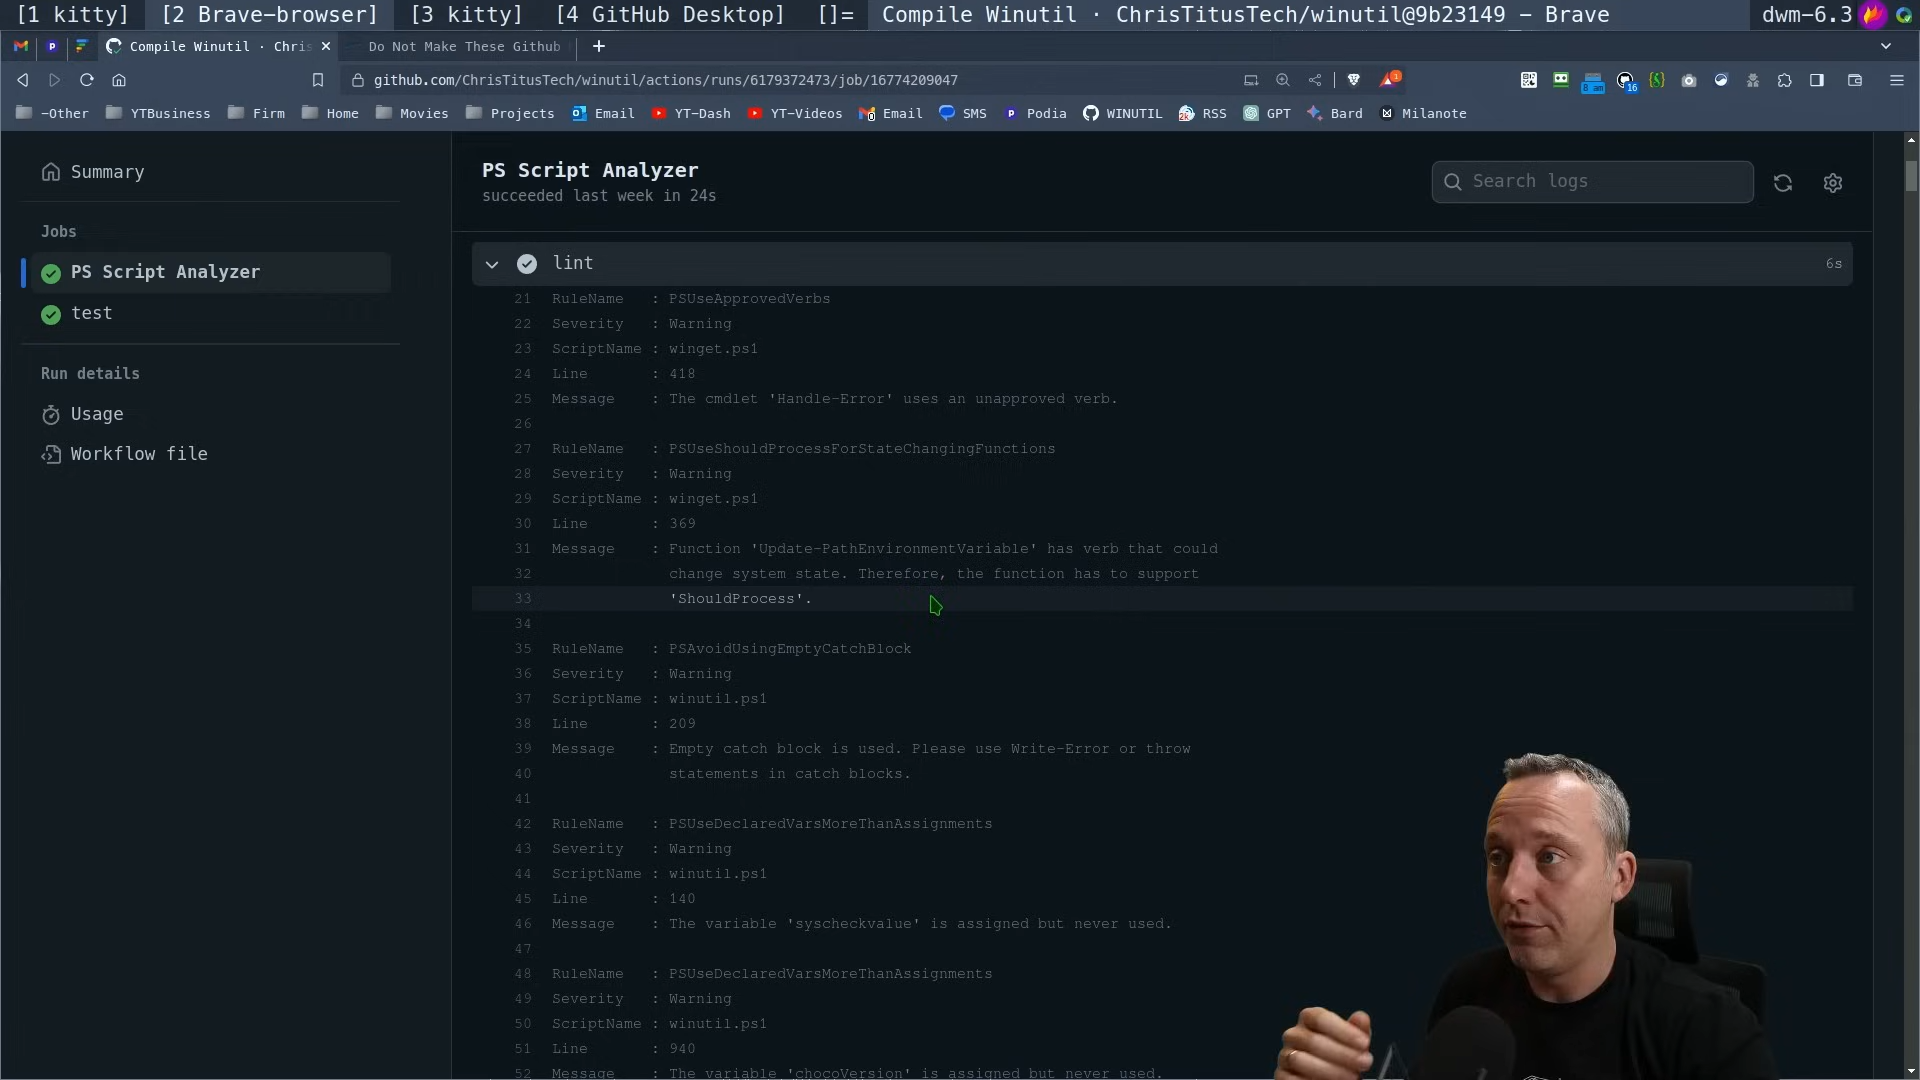 [1 kitty] [2 Brave-browser] [3 kitty] [4 GitHub Desktop] []= Compile Winutil · ChrisTitusTech/winutil@9b23149 – Brave dwm-6.3
Compile Winutil · Chris Do Not Make These Github
github.com/ChrisTitusTech/winutil/actions/runs/6179372473/job/16774209047
1
8 am
16
-Other YTBusiness Firm Home Movies Projects Email YT-Dash YT-Videos Email SMS Podia WINUTIL RSS GPT Bard Milanote
Summary
Jobs
PS Script Analyzer
test
Run details
Usage
Workflow file
PS Script Analyzer
succeeded last week in 24s
Search logs
lint 6s
21 RuleName : PSUseApprovedVerbs
22 Severity : Warning
23 ScriptName : winget.ps1
24 Line : 418
25 Message : The cmdlet 'Handle-Error' uses an unapproved verb.
26
27 RuleName : PSUseShouldProcessForStateChangingFunctions
28 Severity : Warning
29 ScriptName : winget.ps1
30 Line : 369
31 Message : Function 'Update-PathEnvironmentVariable' has verb that could
32 change system state. Therefore, the function has to support
33 'ShouldProcess'.
34
35 RuleName : PSAvoidUsingEmptyCatchBlock
36 Severity : Warning
37 ScriptName : winutil.ps1
38 Line : 209
39 Message : Empty catch block is used. Please use Write-Error or throw
40 statements in catch blocks.
41
42 RuleName : PSUseDeclaredVarsMoreThanAssignments
43 Severity : Warning
44 ScriptName : winutil.ps1
45 Line : 140
46 Message : The variable 'syscheckvalue' is assigned but never used.
47
48 RuleName : PSUseDeclaredVarsMoreThanAssignments
49 Severity : Warning
50 ScriptName : winutil.ps1
51 Line : 940
52 Message : The variable 'chocoVersion' is assigned but never used.